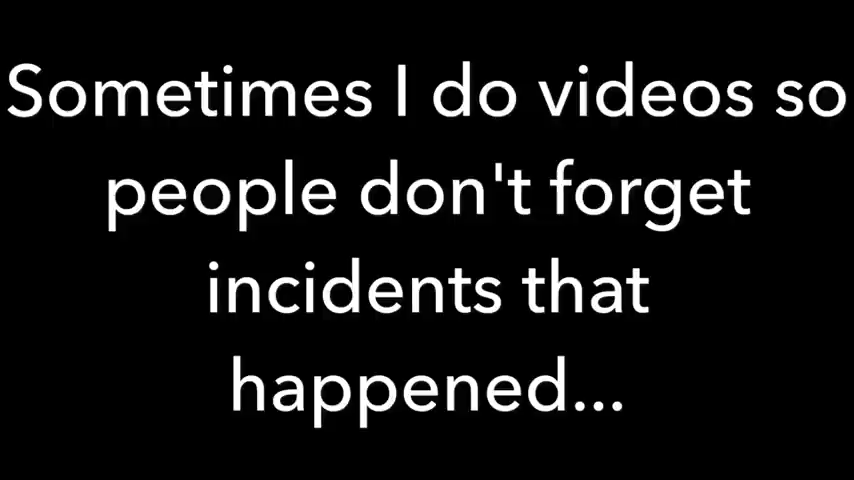 Sometimes I do videos so
people don't forget
incidents that
happened...